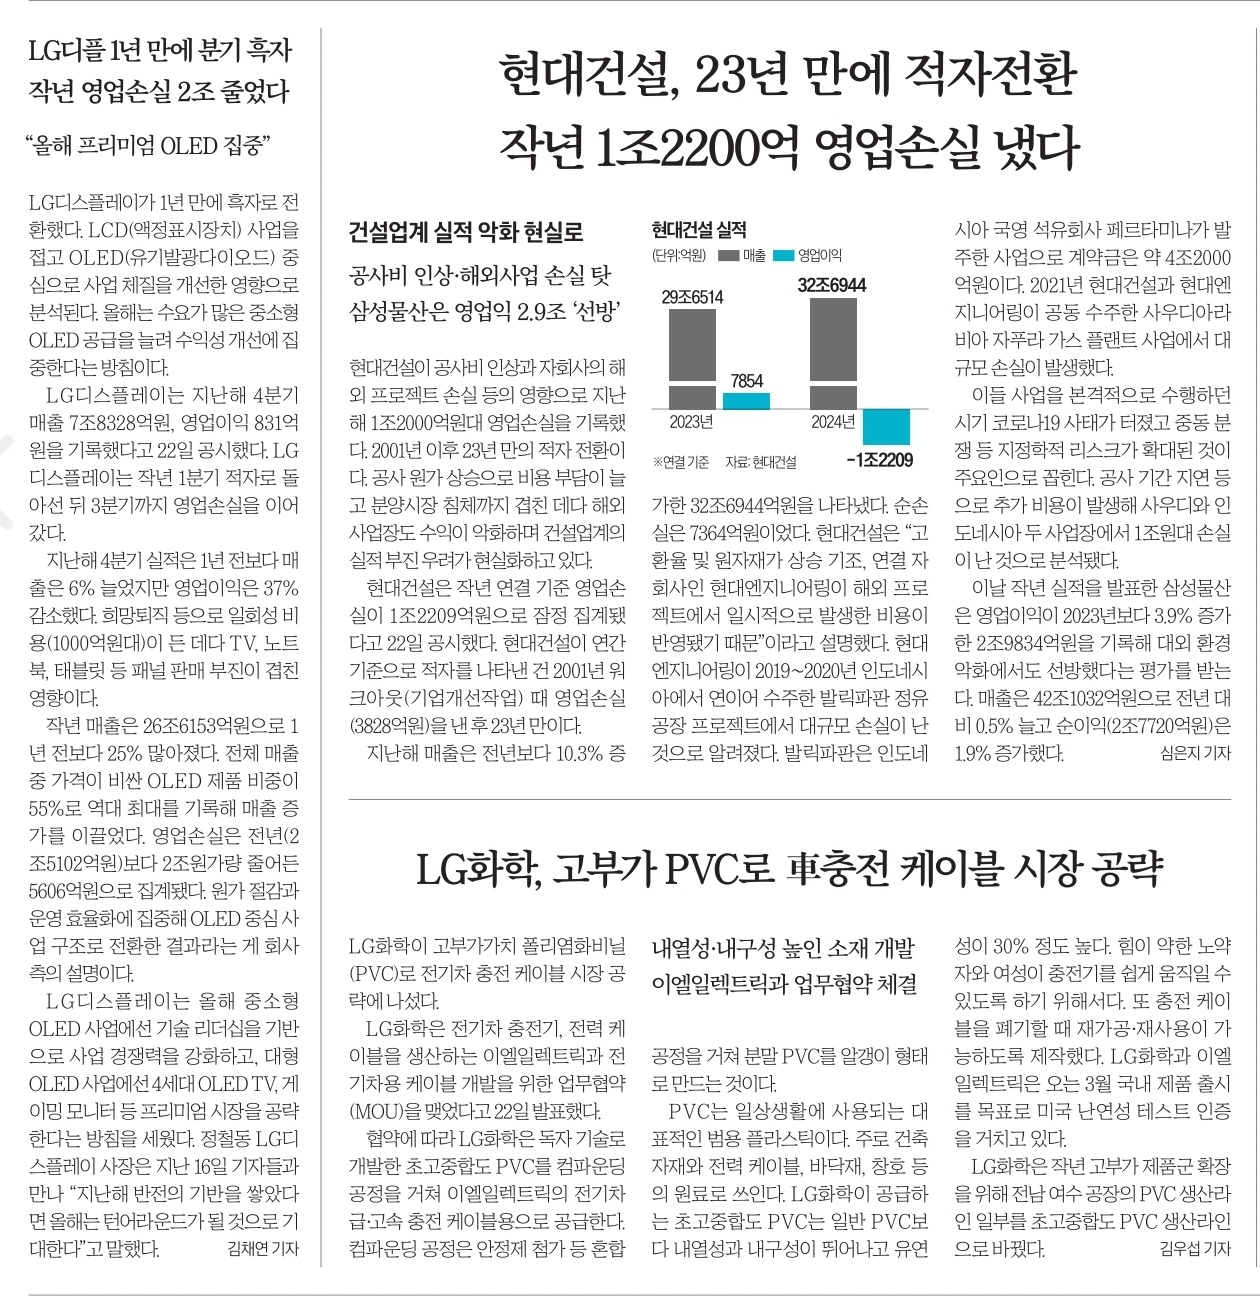 LG디플 1년 만에 분기 흑자
작년 영업손실 2조 줄었다
“올해 프리미엄 OLED 집중”
LG디스플레이가 1년 만에 흑자로 전
환했다. LCD(액정표시장치) 사업을
접고 OLED(유기발광다이오드) 중
심으로 사업 체질을 개선한 영향으로
분석된다. 올해는 수요가 많은 중소형
OLED 공급을 늘려 수익성 개선에 집
중한다는 방침이다.
LG디스플레이는 지난해 4분기
매출 7조8328억원, 영업이익 831억
원을 기록했다고 22일 공시했다. LG
디스플레이는 작년 1분기 적자로 돌
아선 뒤 3분기까지 영업손실을 이어
갔다.
지난해 4분기 실적은 1년 전보다 매
출은 6% 늘었지만 영업이익은 37%
감소했다. 희망퇴직 등으로 일회성 비
용(1000억원대)이 든 데다 TV, 노트
북, 태블릿 등 패널 판매 부진이 겹친
영향이다.
작년 매출은 26조6153억원으로 1
년 전보다 25% 많아졌다. 전체 매출
중 가격이 비싼 OLED 제품 비중이
55%로 역대 최대를 기록해 매출 증
가를 이끌었다. 영업손실은 전년(2
조5102억원)보다 2조원가량 줄어든
5606억원으로 집계됐다. 원가 절감과
운영 효율화에 집중해 OLED 중심 사
업 구조로 전환한 결과라는 게 회사
측의 설명이다.
LG디스플레이는 올해 중소형
OLED 사업에선 기술 리더십을 기반
으로 사업 경쟁력을 강화하고, 대형
OLED 사업에선 4세대 OLED TV, 게
이밍 모니터 등 프리미엄 시장을 공략
한다는 방침을 세웠다. 정철동 LG디
스플레이 사장은 지난 16일 기자들과
만나 “지난해 반전의 기반을 쌓았다
면 올해는 턴어라운드가 될 것으로 기
대한다”고 말했다. 김채연 기자
현대건설, 23년 만에 적자전환
작년 1조2200억 영업손실 냈다
건설업계 실적 악화 현실로
공사비 인상·해외사업 손실 탓
삼성물산은 영업익 2.9조 ‘선방’
현대건설이 공사비 인상과 자회사의 해
외 프로젝트 손실 등의 영향으로 지난
해 1조2000억원대 영업손실을 기록했
다. 2001년 이후 23년 만의 적자 전환이
다. 공사 원가 상승으로 비용 부담이 늘
고 분양시장 침체까지 겹친 데다 해외
사업장도 수익이 악화하며 건설업계의
실적 부진 우려가 현실화하고 있다.
현대건설은 작년 연결 기준 영업손
실이 1조2209억원으로 잠정 집계됐
다고 22일 공시했다. 현대건설이 연간
기준으로 적자를 나타낸 건 2001년 워
크아웃(기업개선작업) 때 영업손실
(3828억원)을 낸 후 23년 만이다.
지난해 매출은 전년보다 10.3% 증
현대건설 실적
(단위:억원) 매출 영업이익
29조6514
7854
32조6944
-1조2209
2023년 2024년
※연결 기준 자료: 현대건설
가한 32조6944억원을 나타냈다. 순손
실은 7364억원이었다. 현대건설은 “고
환율 및 원자재가 상승 기조, 연결 자
회사인 현대엔지니어링이 해외 프로
젝트에서 일시적으로 발생한 비용이
반영됐기 때문”이라고 설명했다. 현대
엔지니어링이 2019~2020년 인도네시
아에서 연이어 수주한 발릭파판 정유
공장 프로젝트에서 대규모 손실이 난
것으로 알려졌다. 발릭파판은 인도네
시아 국영 석유회사 페르타미나가 발
주한 사업으로 계약금은 약 4조2000
억원이다. 2021년 현대건설과 현대엔
지니어링이 공동 수주한 사우디아라
비아 자푸라 가스 플랜트 사업에서 대
규모 손실이 발생했다.
이들 사업을 본격적으로 수행하던
시기 코로나19 사태가 터졌고 중동 분
쟁 등 지정학적 리스크가 확대된 것이
주요인으로 꼽힌다. 공사 기간 지연 등
으로 추가 비용이 발생해 사우디와 인
도네시아 두 사업장에서 1조원대 손실
이 난 것으로 분석됐다.
이날 작년 실적을 발표한 삼성물산
은 영업이익이 2023년보다 3.9% 증가
한 2조9834억원을 기록해 대외 환경
악화에서도 선방했다는 평가를 받는
다. 매출은 42조1032억원으로 전년 대
비 0.5% 늘고 순이익(2조7720억원)은
1.9% 증가했다. 심은지 기자
LG화학, 고부가 PVC로 車충전 케이블 시장 공략
LG화학이 고부가가치 폴리염화비닐
(PVC)로 전기차 충전 케이블 시장 공
략에 나섰다.
LG화학은 전기차 충전기, 전력 케
이블을 생산하는 이엘일렉트릭과 전
기차용 케이블 개발을 위한 업무협약
(MOU)을 맺었다고 22일 발표했다.
협약에 따라 LG화학은 독자 기술로
개발한 초고중합도 PVC를 컴파운딩
공정을 거쳐 이엘일렉트릭의 전기차
급·고속 충전 케이블용으로 공급한다.
컴파운딩 공정은 안정제 첨가 등 혼합
내열성·내구성 높인 소재 개발
이엘일렉트릭과 업무협약 체결
공정을 거쳐 분말 PVC를 알갱이 형태
로 만드는 것이다.
PVC는 일상생활에 사용되는 대
표적인 범용 플라스틱이다. 주로 건축
자재와 전력 케이블, 바닥재, 창호 등
의 원료로 쓰인다. LG화학이 공급하
는 초고중합도 PVC는 일반 PVC보
다 내열성과 내구성이 뛰어나고 유연
성이 30% 정도 높다. 힘이 약한 노약
자와 여성이 충전기를 쉽게 움직일 수
있도록 하기 위해서다. 또 충전 케이
블을 폐기할 때 재가공·재사용이 가
능하도록 제작했다. LG화학과 이엘
일렉트릭은 오는 3월 국내 제품 출시
를 목표로 미국 난연성 테스트 인증
을 거치고 있다.
LG화학은 작년 고부가 제품군 확장
을 위해 전남 여수 공장의 PVC 생산라
인 일부를 초고중합도 PVC 생산라인
으로 바꿨다. 김우섭 기자